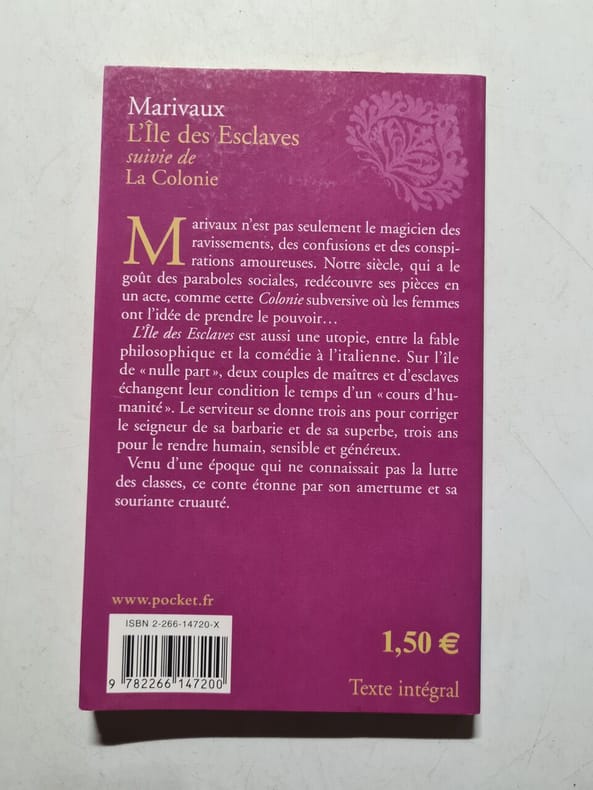 Marivaux
L'Île des Esclaves
suivie de
La Colonie
Marivaux n'est pas seulement le magicien des
ravissements, des confusions et des conspi-
rations amoureuses. Notre siècle, qui a le
goût des paraboles sociales, redécouvre ses pièces en
un acte, comme cette Colonie subversive où les femmes
ont l'idée de prendre le pouvoir…
L'Île des Esclaves est aussi une utopie, entre la fable
philosophique et la comédie à l'italienne. Sur l'île
de « nulle part », deux couples de maîtres et d'esclaves
échangent leur condition le temps d'un « cours d'hu-
manité ». Le serviteur se donne trois ans pour corriger
le seigneur de sa barbarie et de sa superbe, trois ans
pour le rendre humain, sensible et généreux.
Venu d'une époque qui ne connaissait pas la lutte
des classes, ce conte étonne par son amertume et sa
souriante cruauté.
www.pocket.fr
ISBN 2-266-14720-X
9 782266 147200
1,50 €
Texte intégral